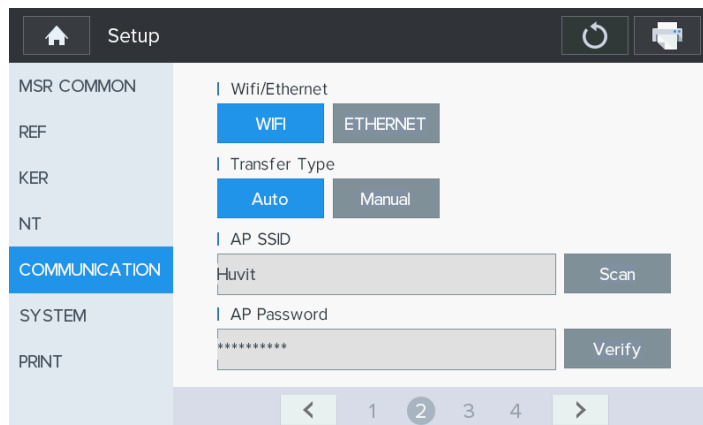 Setup
MSR COMMON
REF
KER
NT
COMMUNICATION
SYSTEM
PRINT
Wifi/Ethernet
WIFI ETHERNET
Transfer Type
Auto Manual
AP SSID
Huvit Scan
AP Password
********** Verify
< 1 2 3 4 >